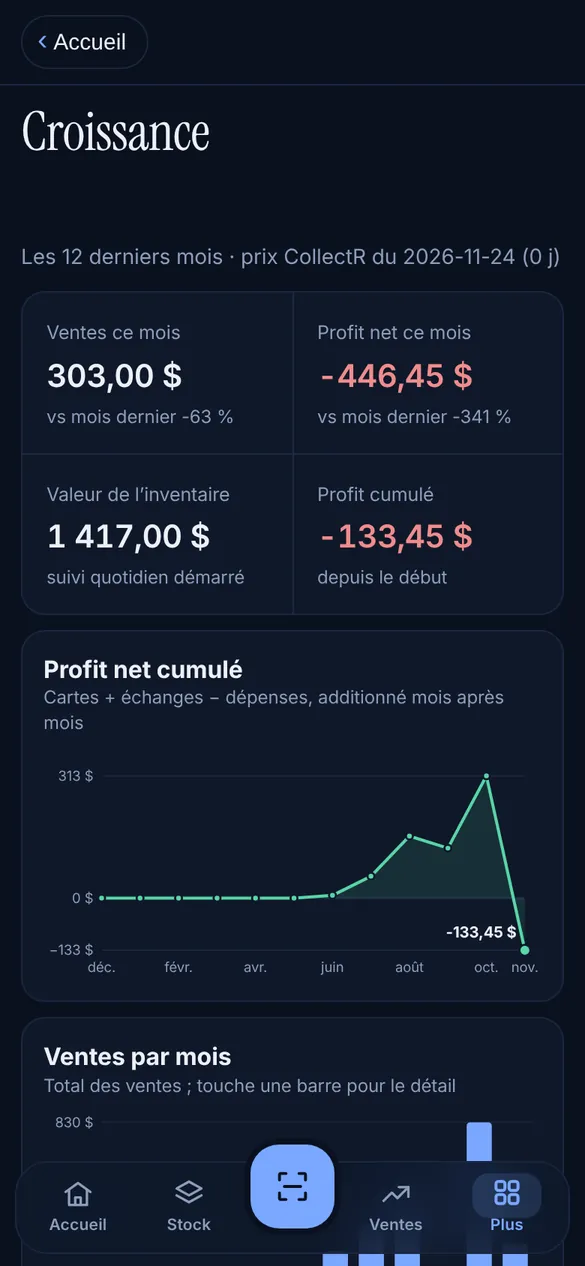 Accueil
Croissance
Les 12 derniers mois · prix CollectR du 2026-11-24 (0 j)
Ventes ce mois
303,00 $
vs mois dernier -63 %
Profit net ce mois
-446,45 $
vs mois dernier -341 %
Valeur de l’inventaire
1 417,00 $
suivi quotidien démarré
Profit cumulé
-133,45 $
depuis le début
Profit net cumulé
Cartes + échanges − dépenses, additionné mois après
mois
313 $
0 $
-133,45 $
−133 $
déc. févr. avr. juin août oct. nov.
Ventes par mois
Total des ventes ; touche une barre pour le détail
830 $
Accueil
Stock
Ventes
Plus